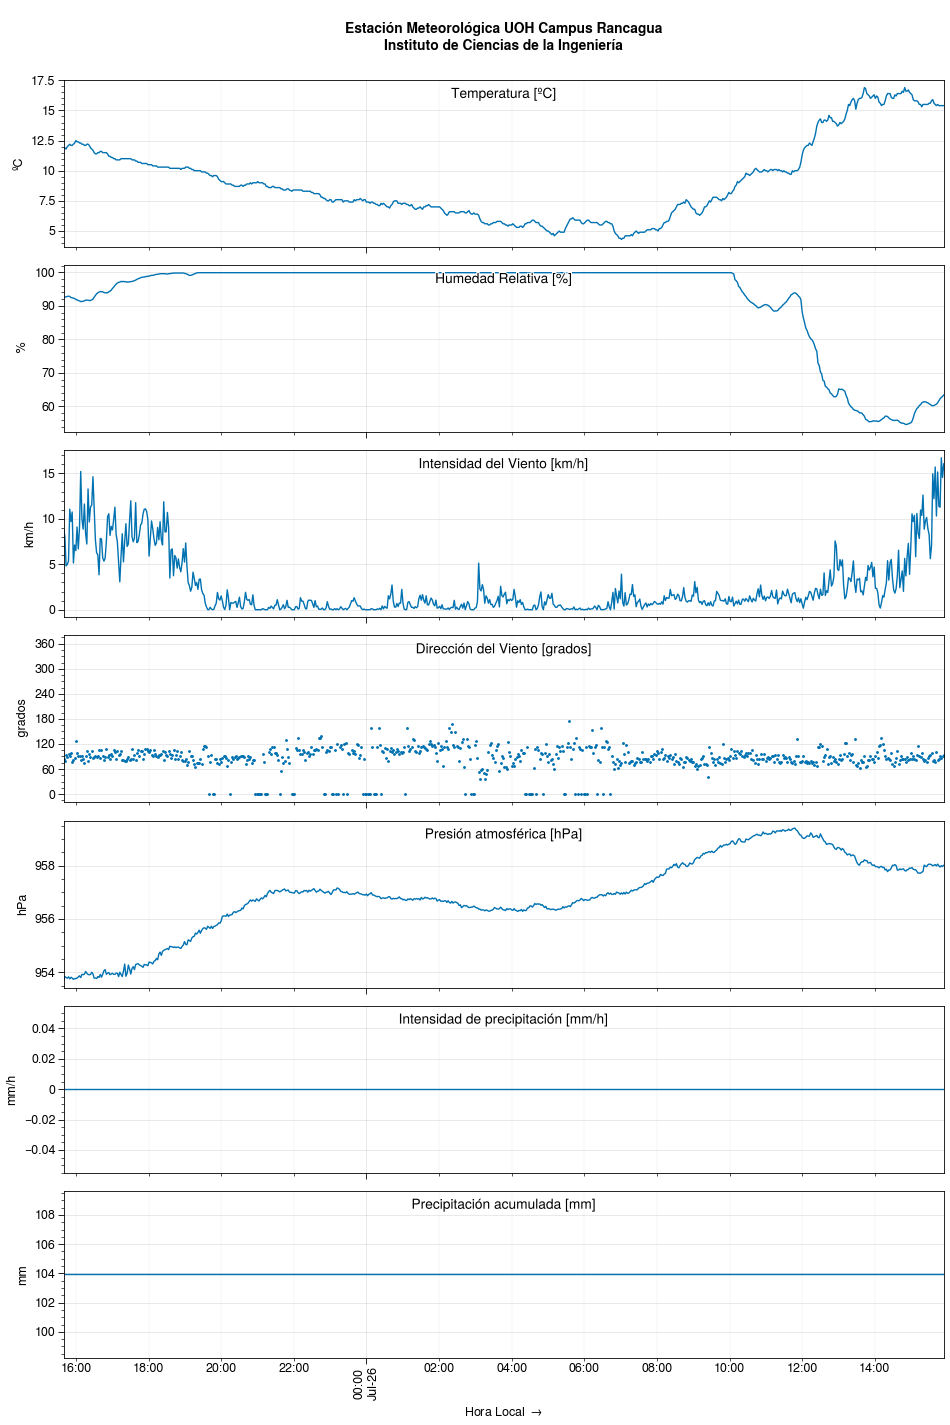 Estación Meteorológica UOH Campus Rancagua
Instituto de Ciencias de la Ingeniería
Temperatura [ºC]
17.5
15
12.5
10
7.5
5
ºC
Humedad Relativa [%]
100
90
80
70
60
%
Intensidad del Viento [km/h]
15
10
5
0
km/h
Dirección del Viento [grados]
360
300
240
180
120
60
0
grados
Presión atmosférica [hPa]
958
956
954
hPa
Intensidad de precipitación [mm/h]
0.04
0.02
0
−0.02
−0.04
mm/h
Precipitación acumulada [mm]
108
106
104
102
100
mm
16:00 18:00 20:00 22:00 00:00 02:00 04:00 06:00 08:00 10:00 12:00 14:00
Jul-26
Hora Local →